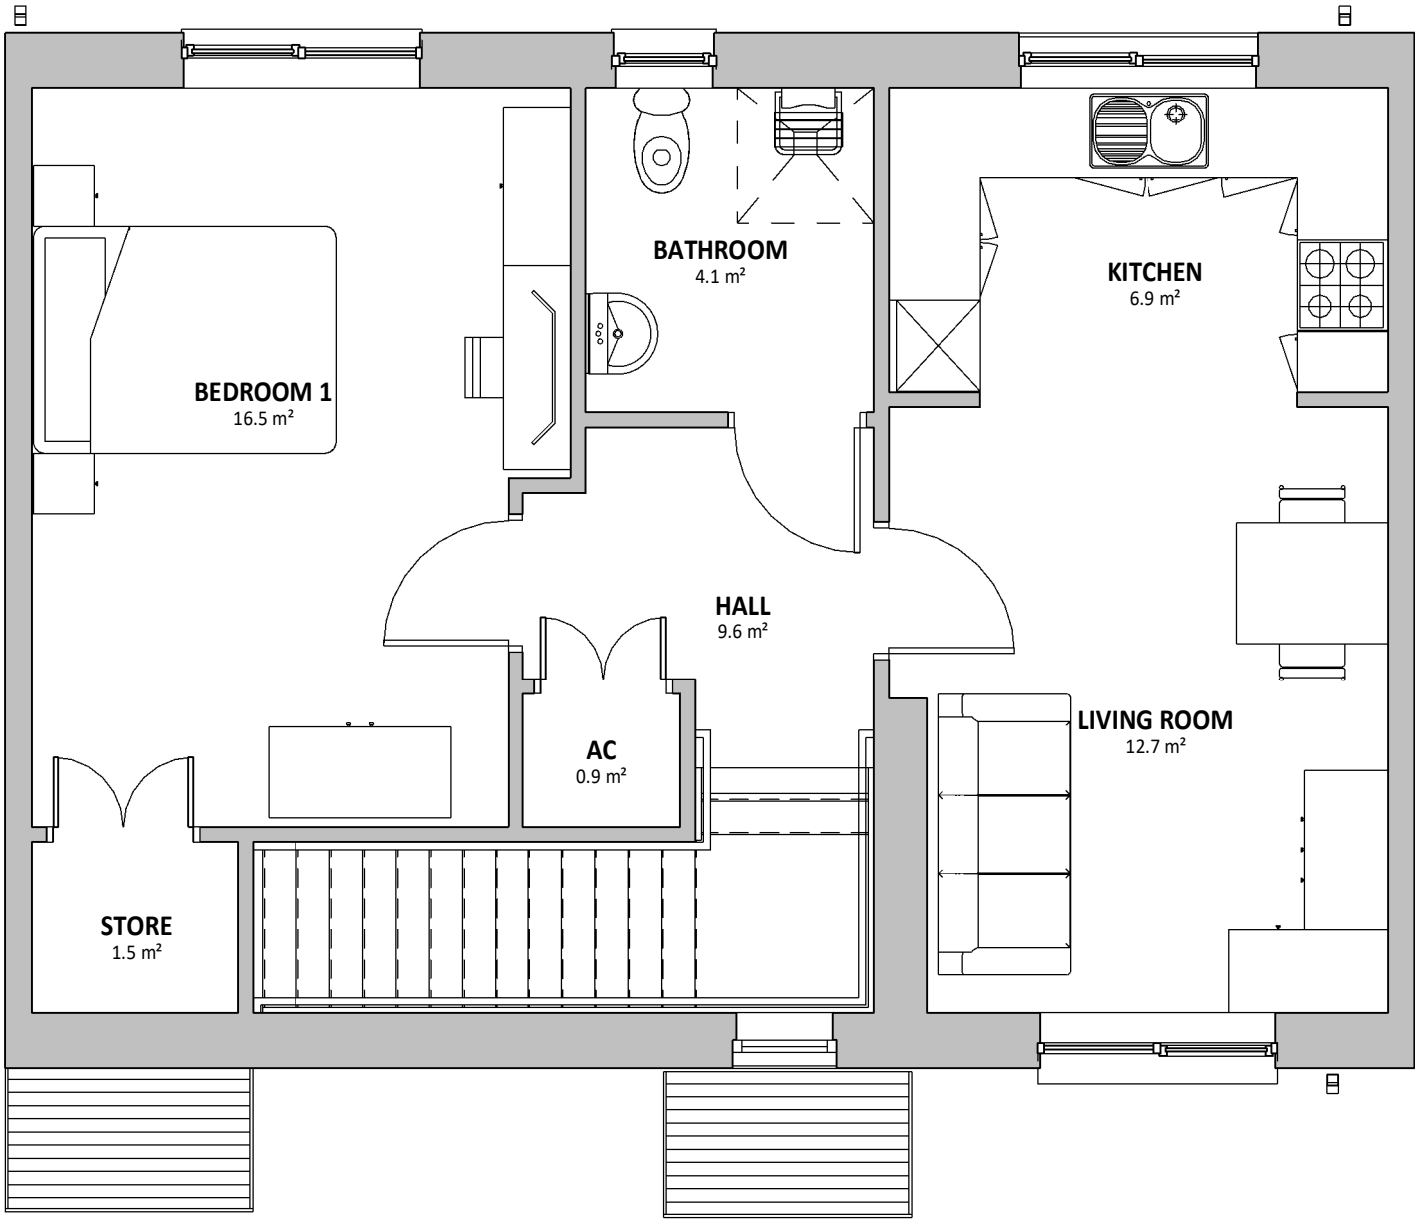 BATHROOM
4.1 m²
KITCHEN
6.9 m²
BEDROOM 1
16.5 m²
HALL
9.6 m²
LIVING ROOM
12.7 m²
AC
0.9 m²
STORE
1.5 m²